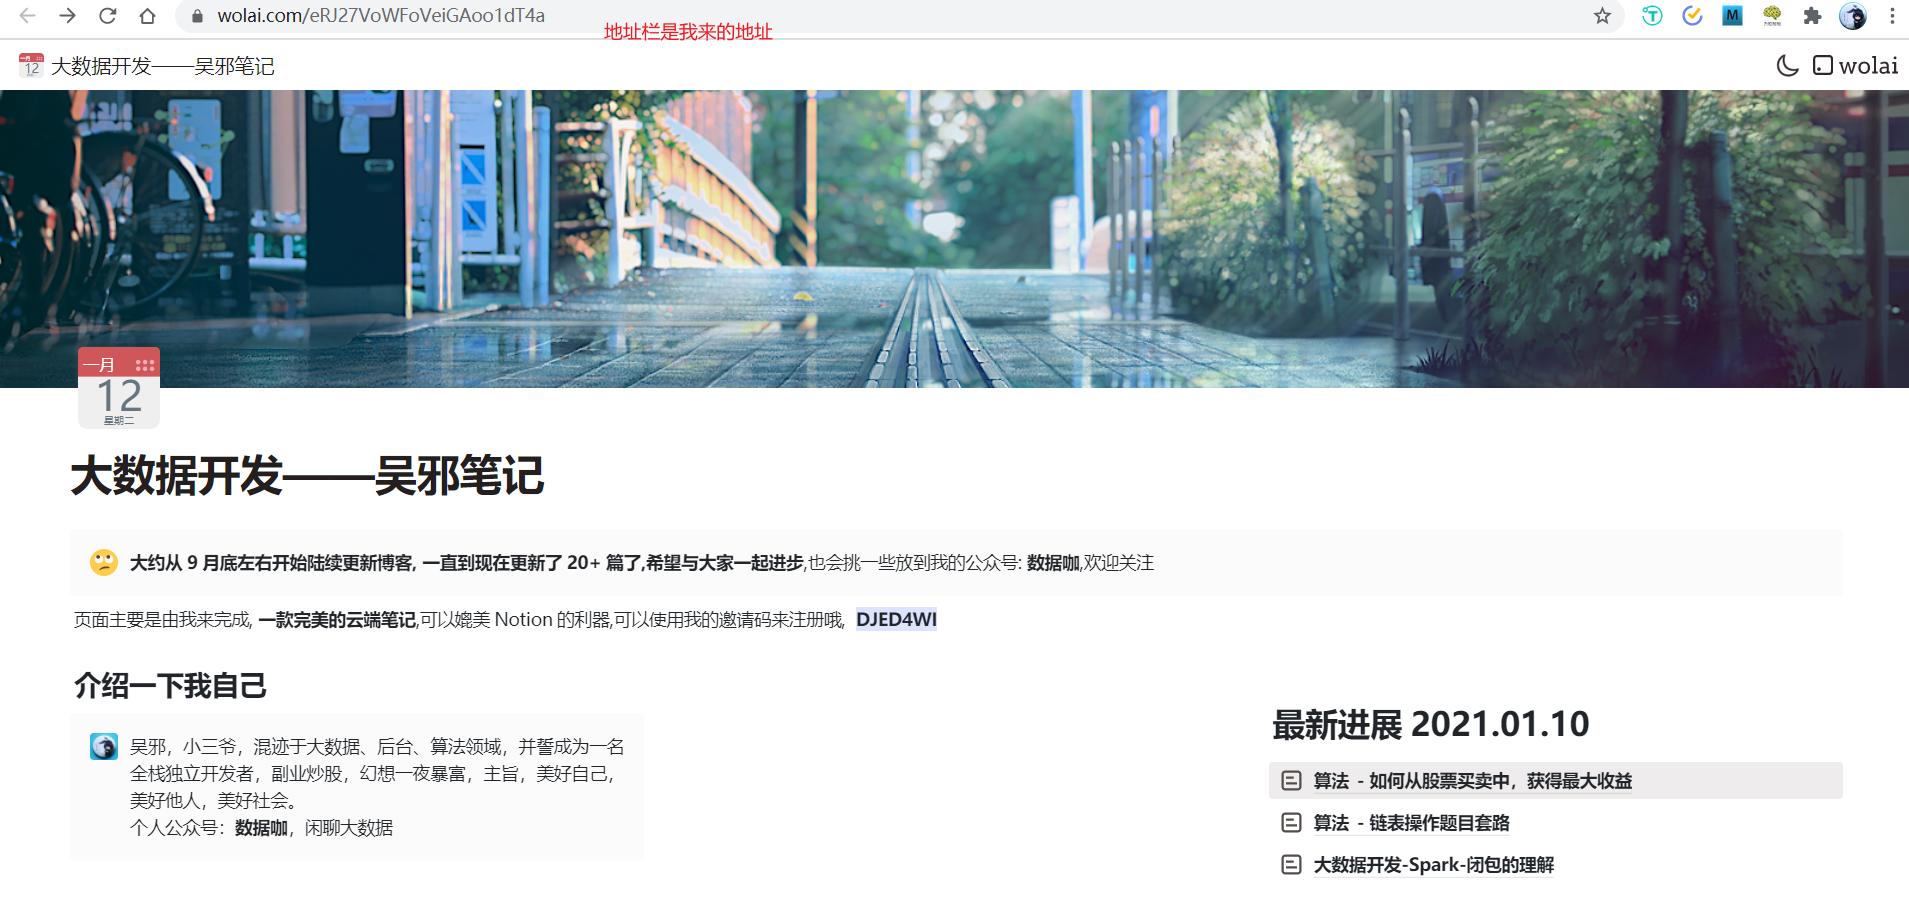 wolai.com/eRJ27VoWFoVeiGAoo1dT4a
地址栏是我来的地址
大数据开发——吴邪笔记
wolai
一月
12
星期二
大数据开发——吴邪笔记
大约从 9 月底左右开始陆续更新博客, 一直到现在更新了 20+ 篇了,希望与大家一起进步,也会挑一些放到我的公众号: 数据咖,欢迎关注
页面主要是由我来完成, 一款完美的云端笔记,可以媲美 Notion 的利器,可以使用我的邀请码来注册哦, DJED4WI
介绍一下我自己
吴邪，小三爷，混迹于大数据、后台、算法领域，并誓成为一名
全栈独立开发者，副业炒股，幻想一夜暴富，主旨，美好自己，
美好他人，美好社会。
个人公众号：数据咖，闲聊大数据
最新进展 2021.01.10
算法 - 如何从股票买卖中，获得最大收益
算法 - 链表操作题目套路
大数据开发-Spark-闭包的理解